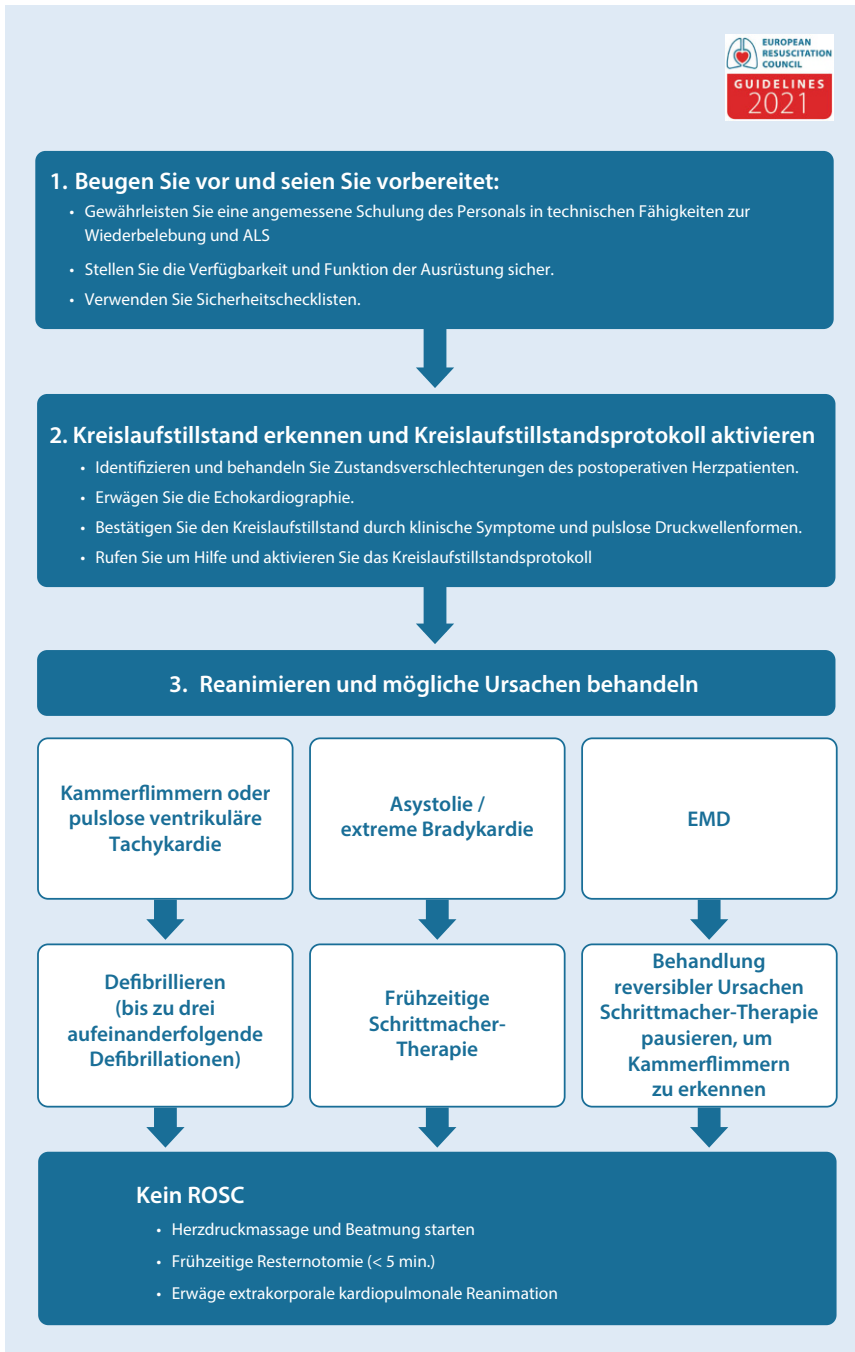 EUROPEAN
RESUSCITATION
COUNCIL
GUIDELINES
2021
1. Beugen Sie vor und seien Sie vorbereitet:
• Gewährleisten Sie eine angemessene Schulung des Personals in technischen Fähigkeiten zur
Wiederbelebung und ALS
• Stellen Sie die Verfügbarkeit und Funktion der Ausrüstung sicher.
• Verwenden Sie Sicherheitschecklisten.
2. Kreislaufstillstand erkennen und Kreislaufstillstandsprotokoll aktivieren
• Identifizieren und behandeln Sie Zustandsverschlechterungen des postoperativen Herzpatienten.
• Erwägen Sie die Echokardiographie.
• Bestätigen Sie den Kreislaufstillstand durch klinische Symptome und pulslose Druckwellenformen.
• Rufen Sie um Hilfe und aktivieren Sie das Kreislaufstillstandsprotokoll
3. Reanimieren und mögliche Ursachen behandeln
Kammerflimmern oder
pulslose ventrikuläre
Tachykardie
Asystolie /
extreme Bradykardie
EMD
Defibrillieren
(bis zu drei
aufeinanderfolgende
Defibrillationen)
Frühzeitige
Schrittmacher-
Therapie
Behandlung
reversibler Ursachen
Schrittmacher-Therapie
pausieren, um
Kammerflimmern
zu erkennen
Kein ROSC
• Herzdruckmassage und Beatmung starten
• Frühzeitige Resternotomie (< 5 min.)
• Erwäge extrakorporale kardiopulmonale Reanimation